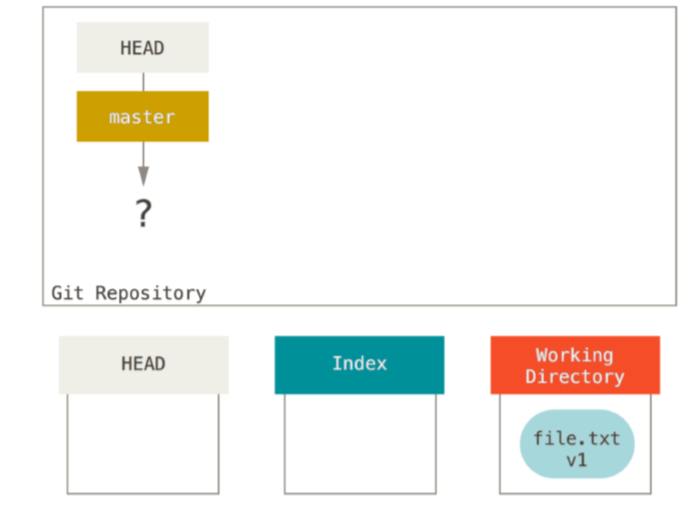 HEAD
master
?
Git Repository
HEAD
Index
Working
Directory
file.txt
v1